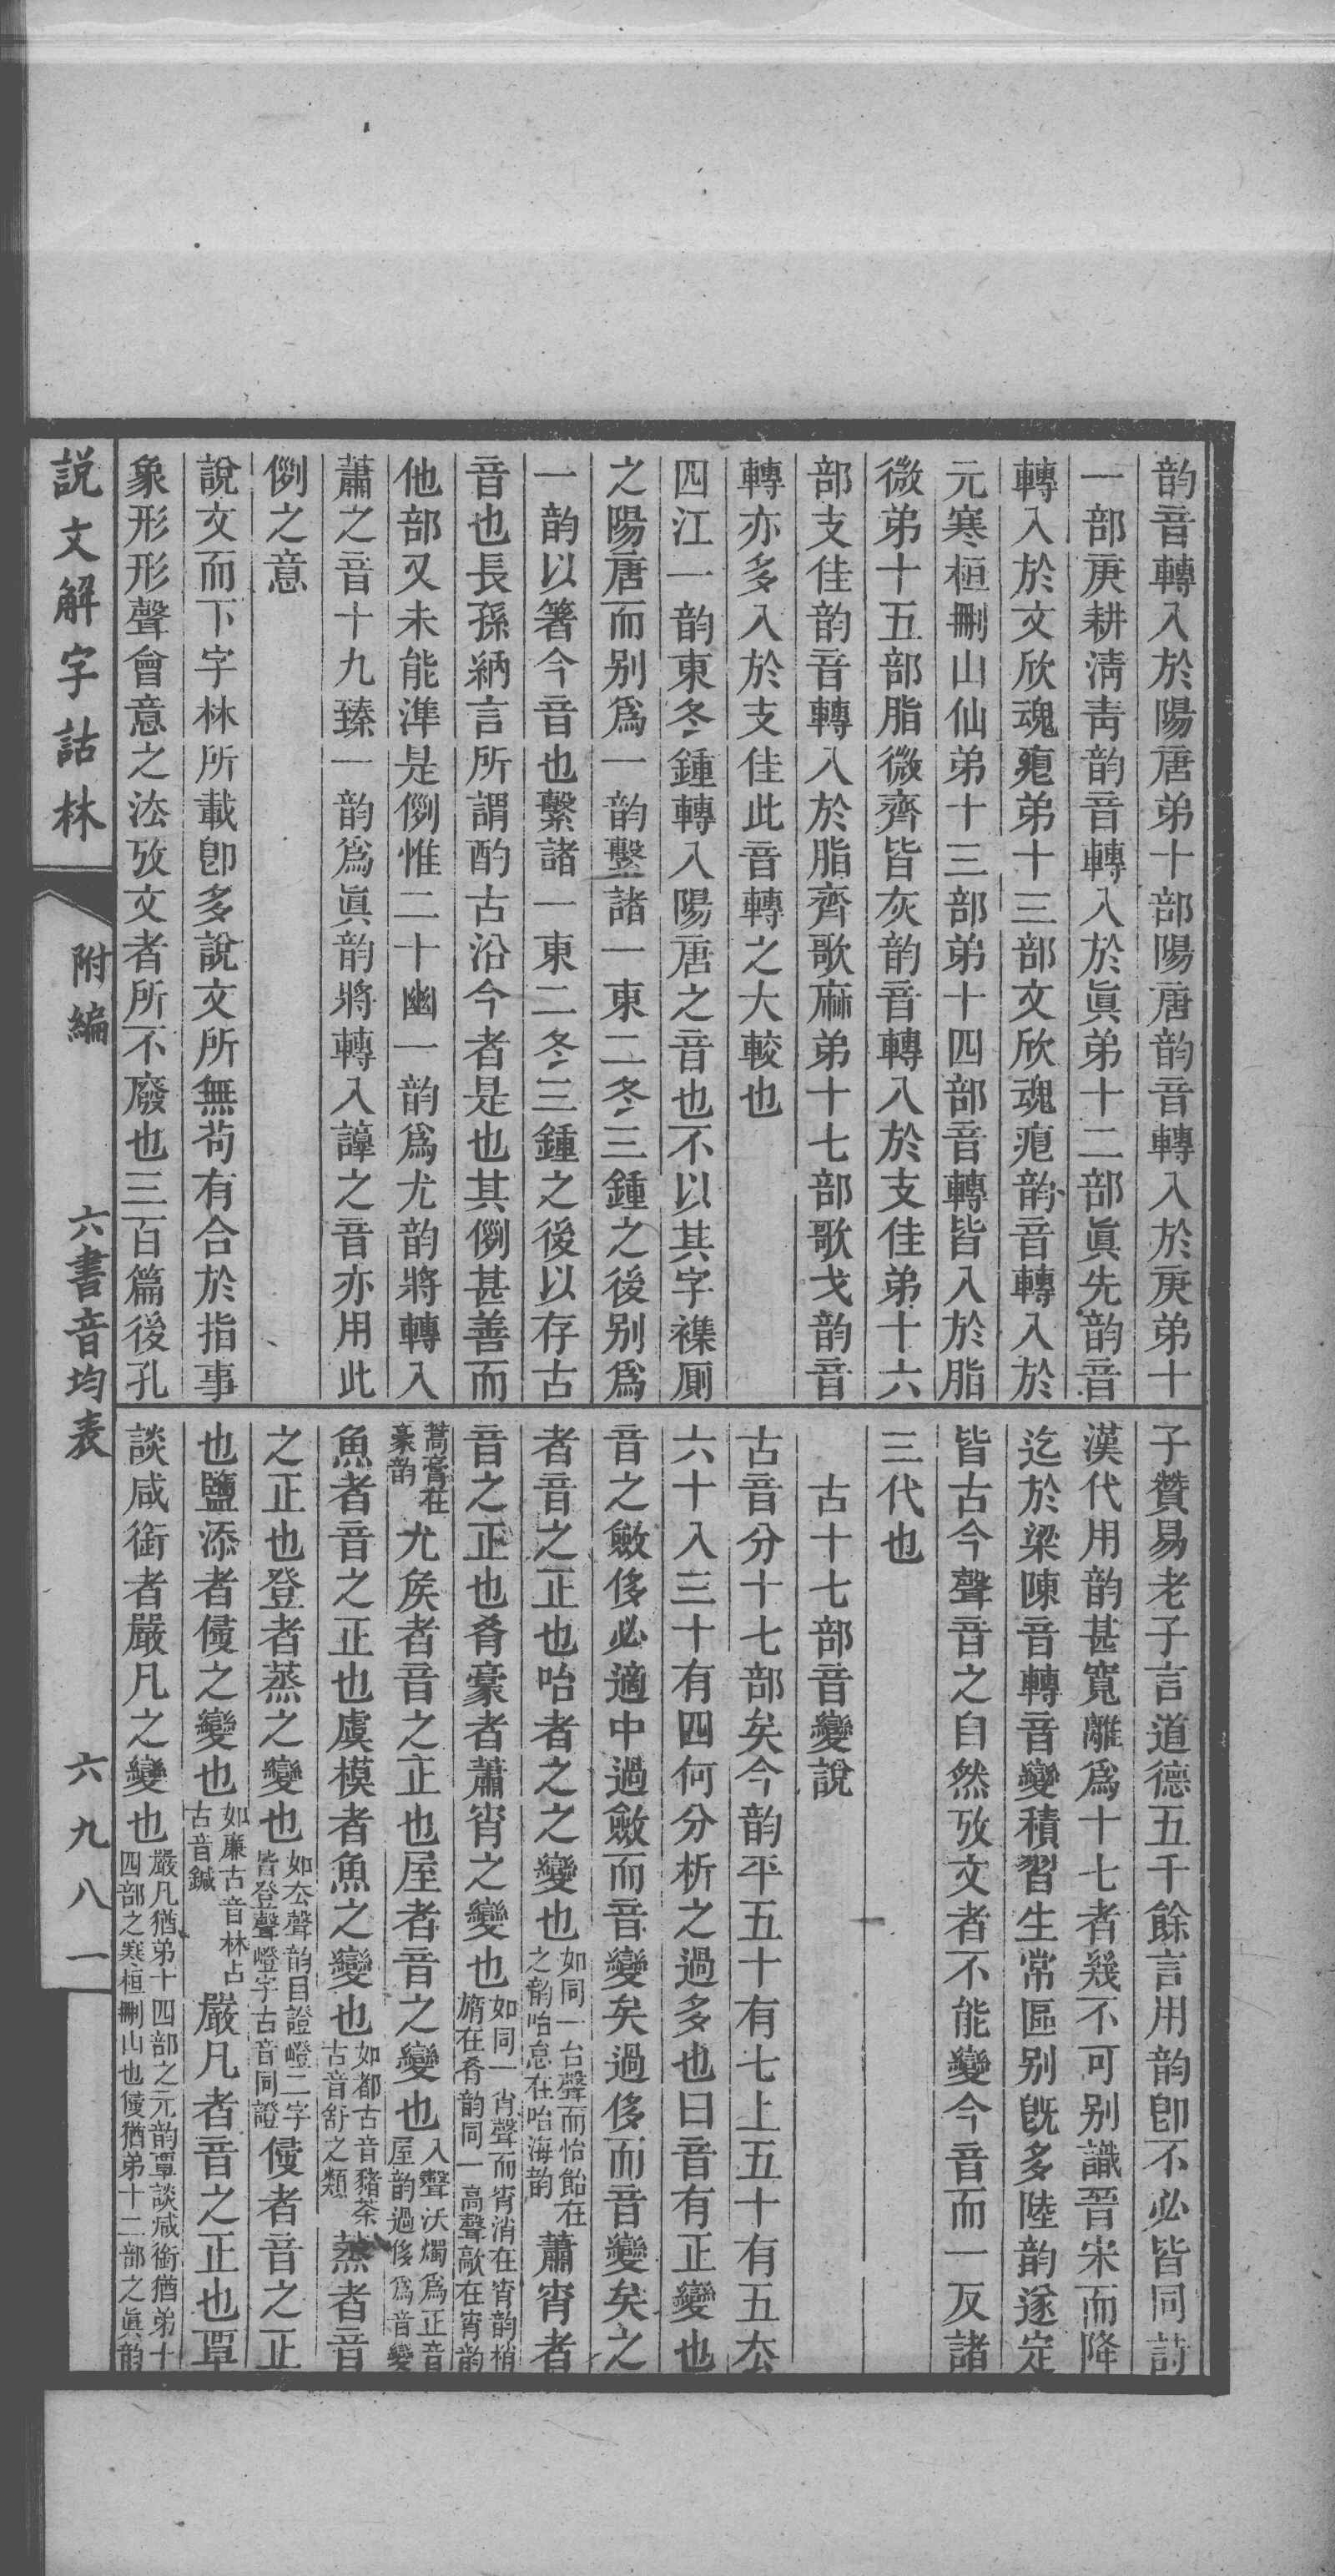 韵音轉入於陽唐弟十部陽唐韵音轉入於庚弟十
一部庚耕淸靑韵音轉入於眞弟十二部眞先韵音
轉入於文欣魂痕弟十三部文欣魂痕韵音轉入於
元寒桓刪山仙弟十三部弟十四部音轉皆入於脂
微弟十五部脂微齊皆灰韵音轉入於支佳弟十六
部支佳韵音轉入於脂齊歌麻弟十七部歌戈韵音
轉亦多入於支佳此音轉之大較也
四江一韵東冬鍾轉入陽唐之音也不以其字襍厠
之陽唐而别爲一韵繫諸一東二冬三鍾之後别爲
一韵以箸今音也繫諸一東二冬三鍾之後以存古
音也長孫納言所謂酌古沿今者是也其例甚善而
他部又未能準是例惟二十幽一韵爲尤韵將轉入
蕭之音十九臻一韵爲眞韵將轉入諄之音亦用此
例之意
說文而下字林所載卽多說文所無茍有合於指事
象形形聲會意之法攷文者所不廢也三百篇後孔
子贊易老子言道德五千餘言用韵卽不必皆同詩
漢代用韵甚寬離爲十七者幾不可别識晉宋而降
迄於梁陳音轉音變積習生常區别旣多陸韵遂定
皆古今聲音之自然攷文者不能變今音而一反諸
三代也
古十七部音變說
古音分十七部矣今韵平五十有七上五十有五厺
六十入三十有四何分析之過多也曰音有正變也
音之斂侈必適中過斂而音變矣過侈而音變矣之
者音之正也咍者之之變也如同一台聲而怡飴在之韵咍怠在咍海韵蕭宵者
音之正也肴豪者蕭宵之變也如同一肖聲而宵消在宵韵梢旓在肴韵同一高聲歊在宵韵
蒿膏在豪韵尤矦者音之正也屋者音之變也入聲沃燭爲正音屋韵過侈爲音變
魚者音之正也虞模者魚之變也如都古音豬荼古音舒之類蒸者音
之正也登者蒸之變也如厺聲韵目證嶝二字皆登聲嶝字古音同證侵者音之正
也鹽添者侵之變也如廉古音林占古音鍼嚴凡者音之正也覃
談咸銜者嚴凡之變也嚴凡猶弟十四部之元韵覃談咸銜猶弟十四部之寒桓刪山也侵猶弟十二部之眞韵
説文解字詁林
附編
六書音均表
六九八一